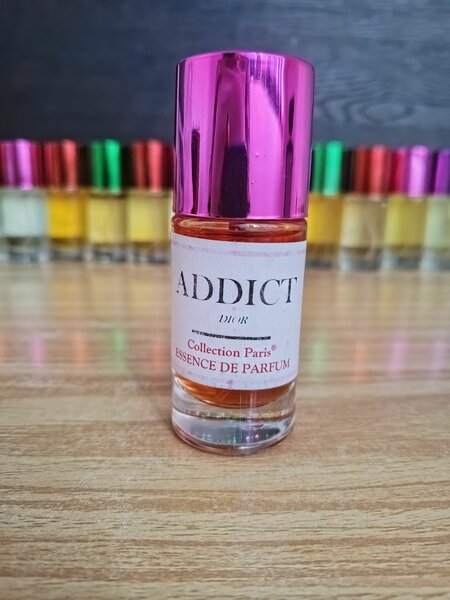 ADDICT
DIOR
Collection Paris®
ESSENCE DE PARFUM